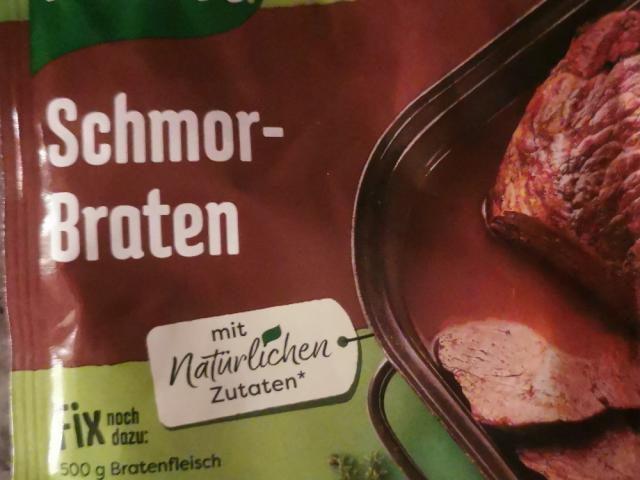 Schmor-
Braten
mit
Natürlichen
Zutaten*
Fix noch
dazu:
500 g Bratenfleisch